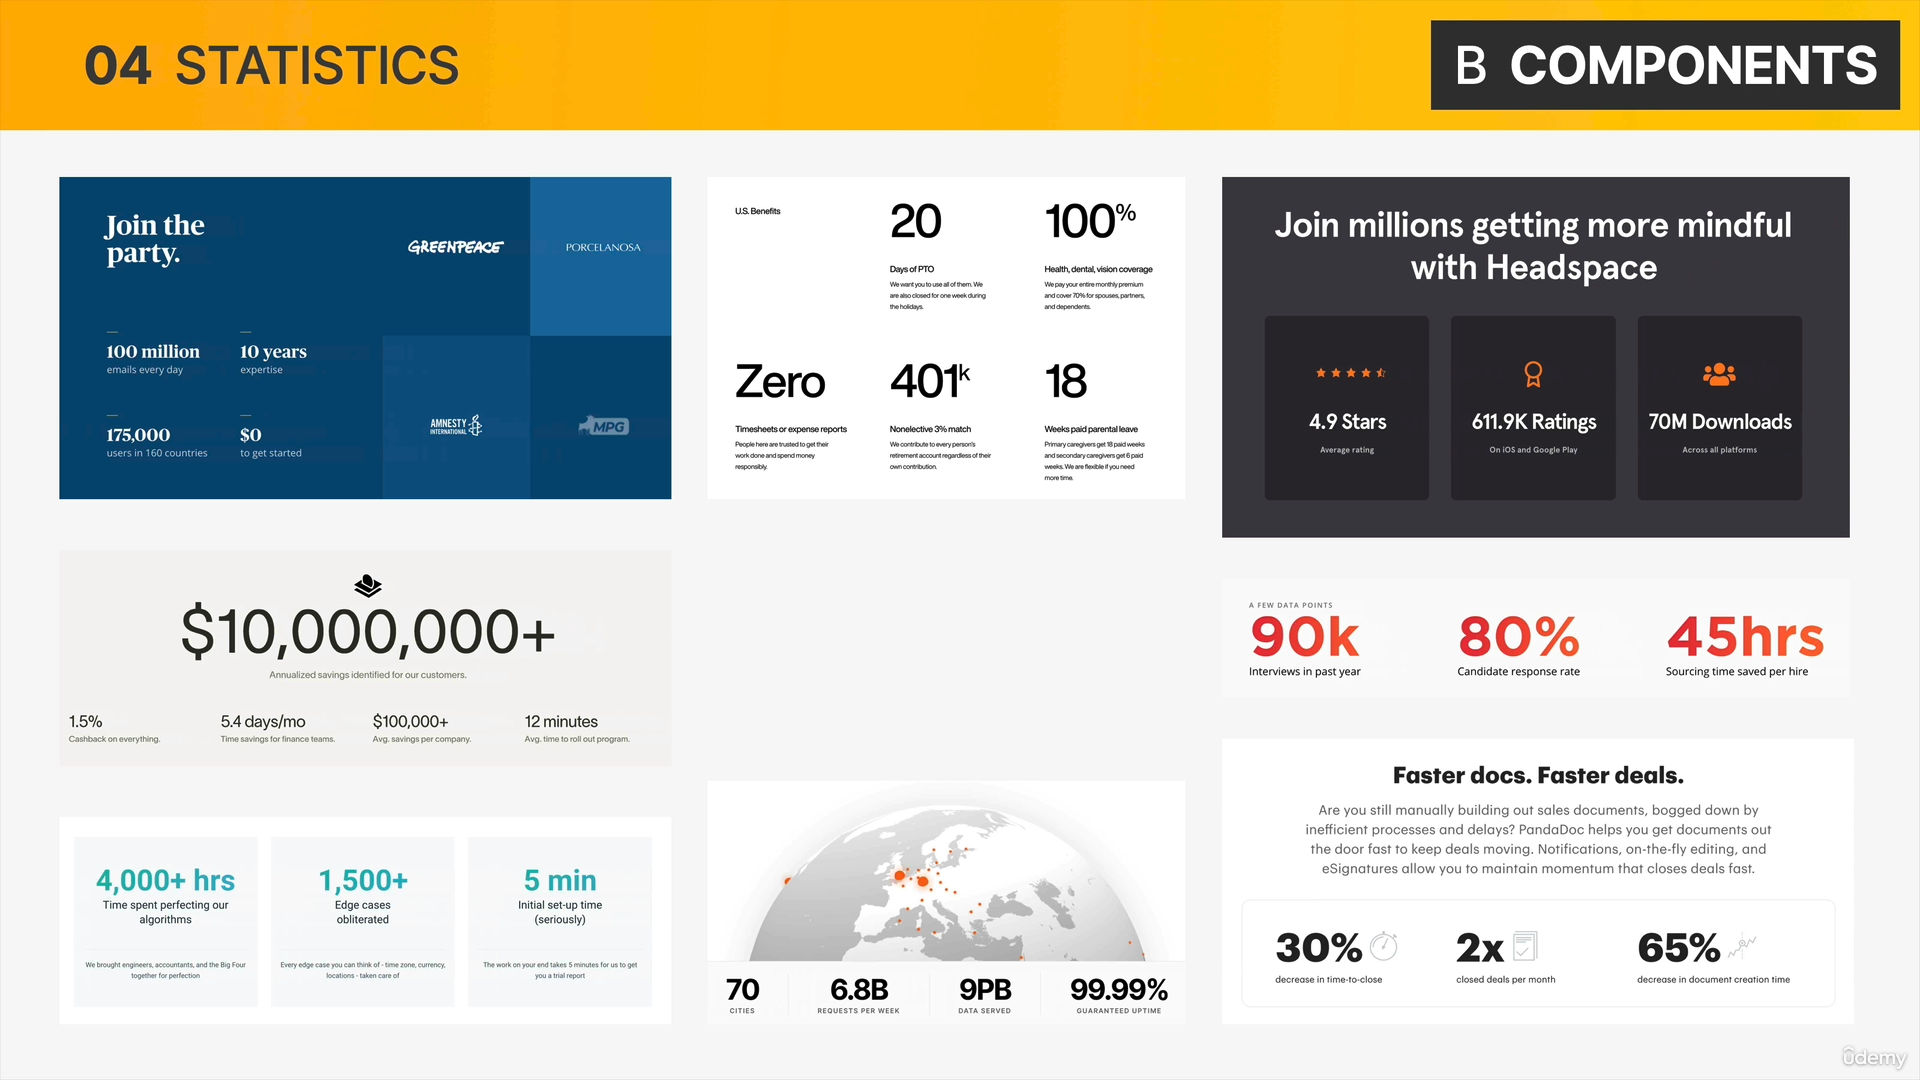 04 STATISTICS
B COMPONENTS
Join the
party.
GREENPEACE
PORCELANOSA
100 million
emails every day
10 years
expertise
175,000
users in 160 countries
$0
to get started
AMNESTY
INTERNATIONAL
MPG
U.S. Benefits
20
Days of PTO
We want you to use all of them. We
are also closed for one week during
the holidays.
100%
Health, dental, vision coverage
We pay your entire monthly premium
and cover 70% for spouses, partners,
and dependents.
Zero
Timesheets or expense reports
People here are trusted to get their
work done and spend money
responsibly.
401k
Nonelective 3% match
We contribute to every person's
retirement account regardless of their
own contribution.
18
Weeks paid parental leave
Primary caregivers get 18 paid weeks
and secondary caregivers get 6 paid
weeks. We are flexible if you need
more time.
Join millions getting more mindful
with Headspace
4.9 Stars
Average rating
611.9K Ratings
On iOS and Google Play
70M Downloads
Across all platforms
$10,000,000+
Annualized savings identified for our customers.
1.5%
Cashback on everything.
5.4 days/mo
Time savings for finance teams.
$100,000+
Avg. savings per company.
12 minutes
Avg. time to roll out program.
A FEW DATA POINTS
90k
Interviews in past year
80%
Candidate response rate
45hrs
Sourcing time saved per hire
4,000+ hrs
Time spent perfecting our
algorithms
We brought engineers, accountants, and the Big Four
together for perfection
1,500+
Edge cases
obliterated
Every edge case you can think of - time zone, currency,
locations - taken care of
5 min
Initial set-up time
(seriously)
The work on your end takes 5 minutes for us to get
you a trial report
70
CITIES
6.8B
REQUESTS PER WEEK
9PB
DATA SERVED
99.99%
GUARANTEED UPTIME
Faster docs. Faster deals.
Are you still manually building out sales documents, bogged down by
inefficient processes and delays? PandaDoc helps you get documents out
the door fast to keep deals moving. Notifications, on-the-fly editing, and
eSignatures allow you to maintain momentum that closes deals fast.
30%
decrease in time-to-close
2x
closed deals per month
65%
decrease in document creation time
ûdemy